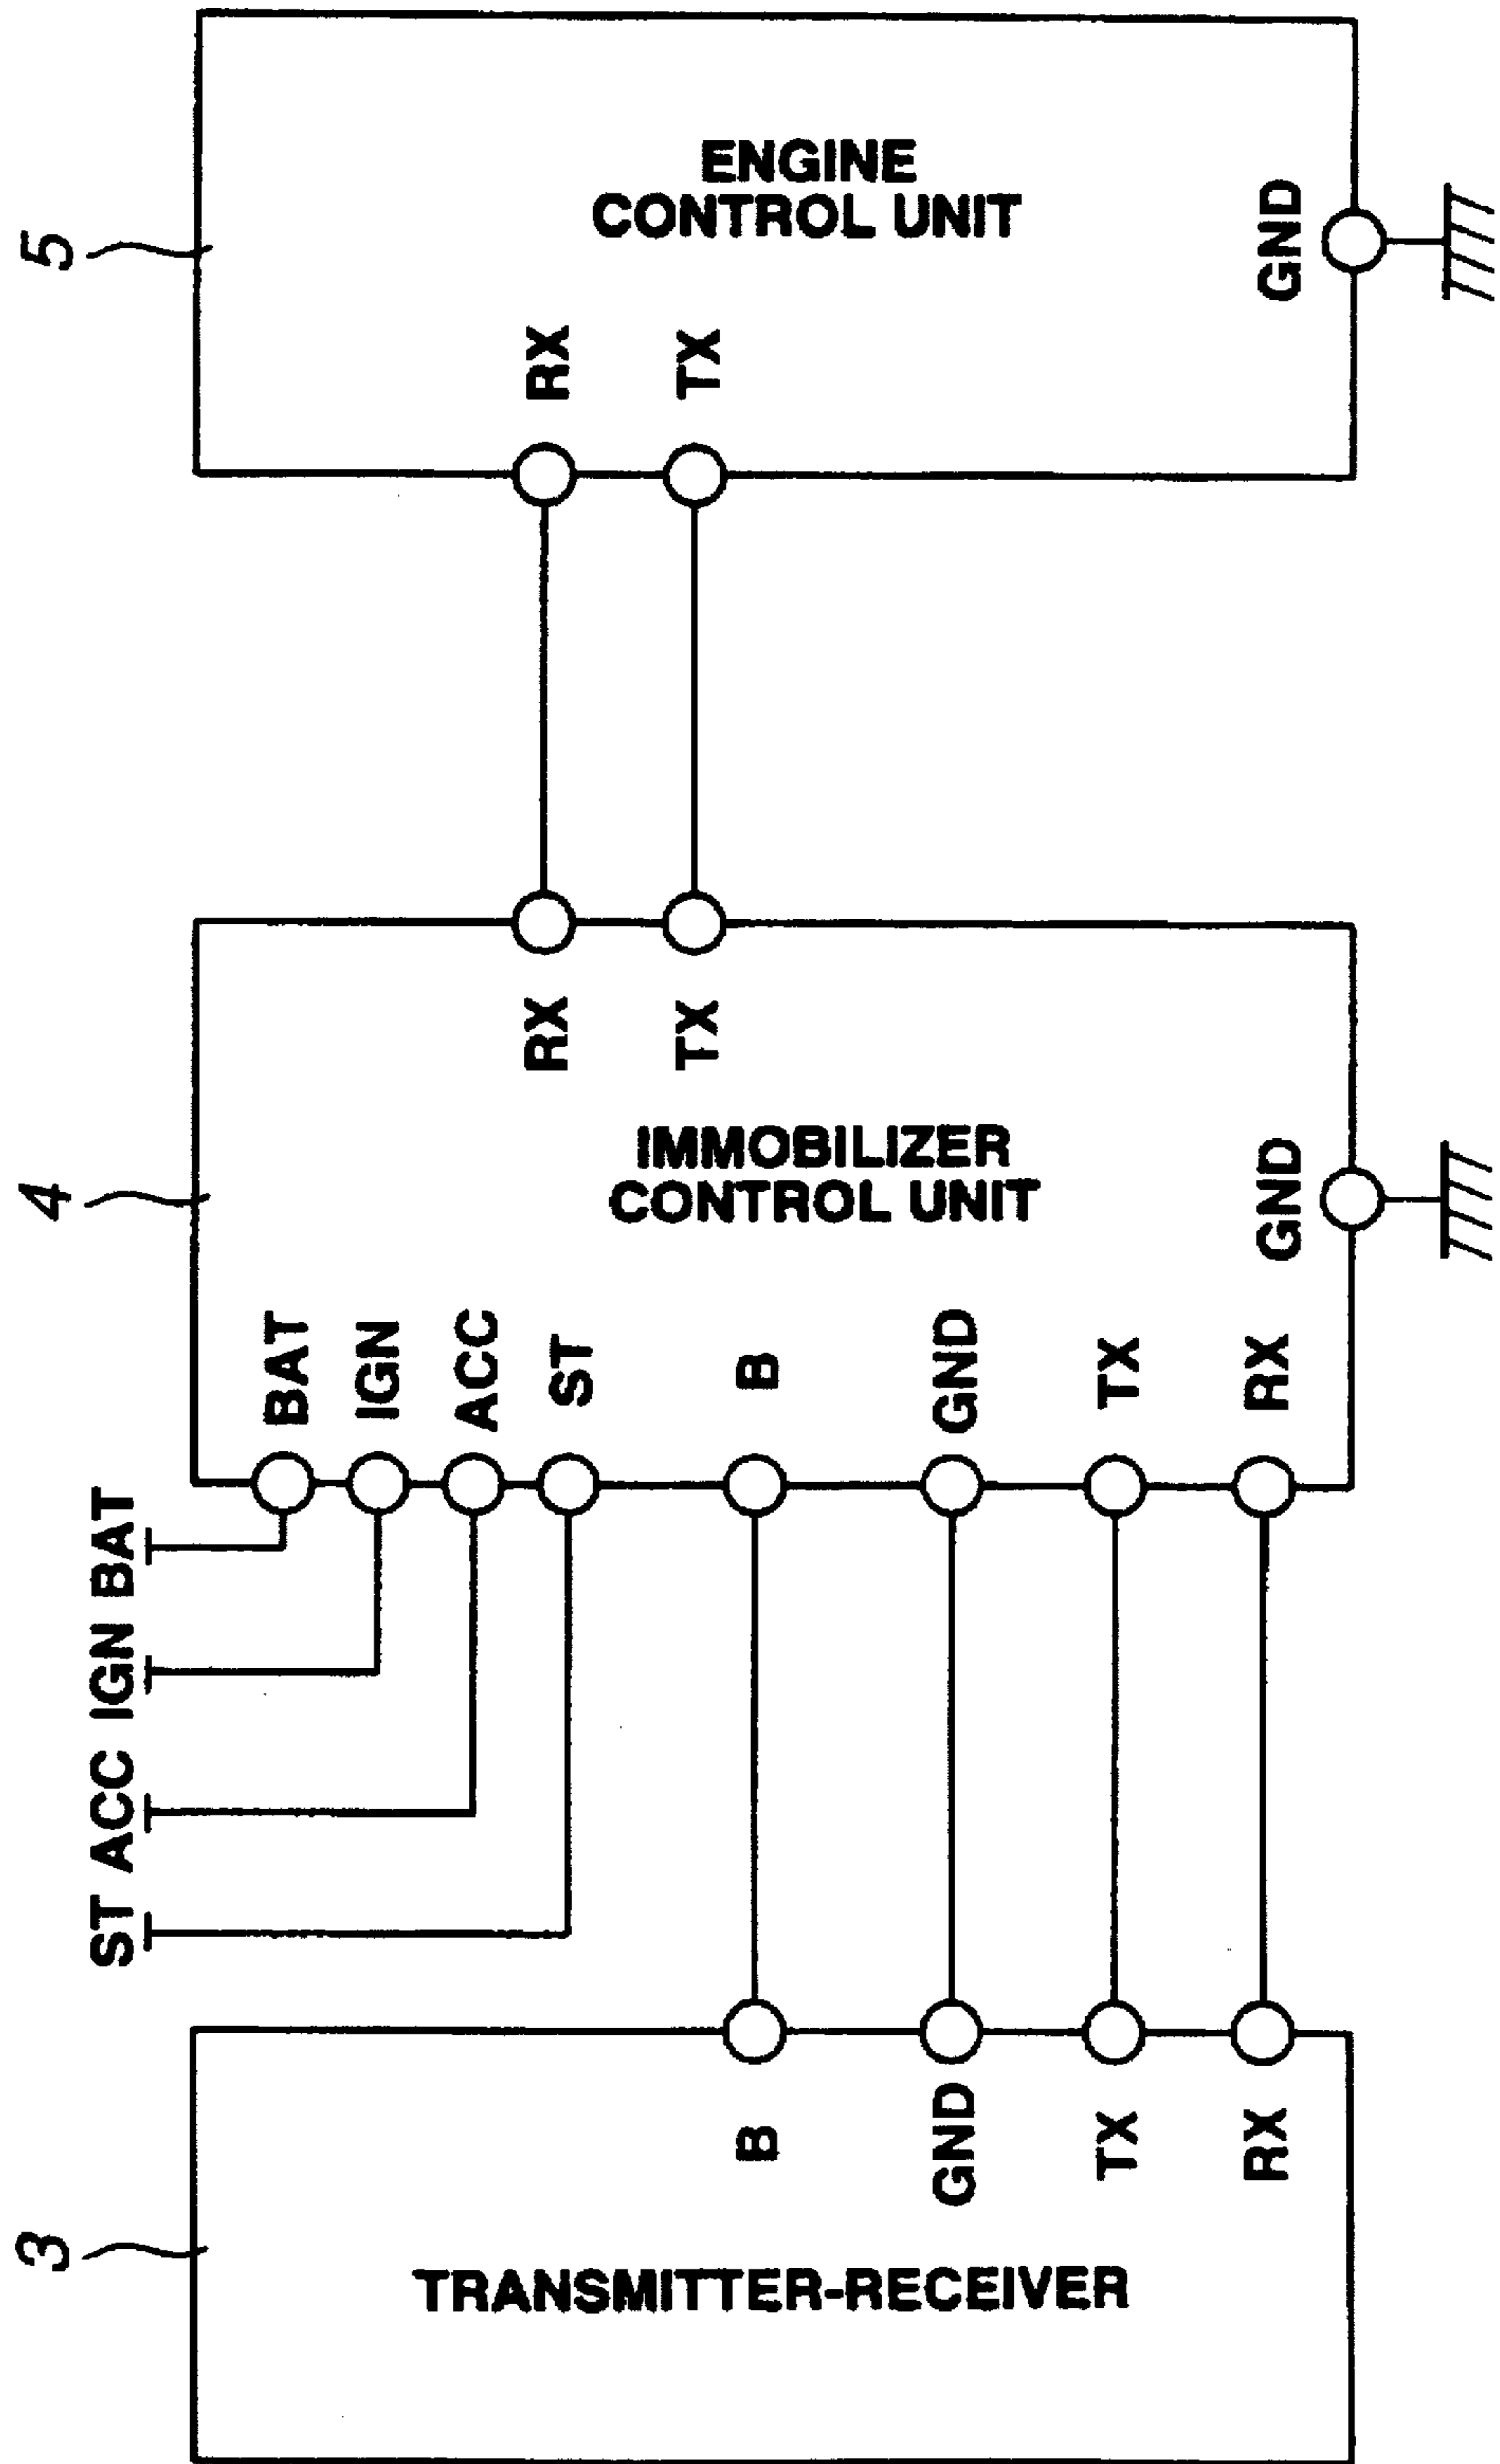 5
ENGINE
CONTROL UNIT
RX
TX
GND
4
RX
TX
IMMOBILIZER
CONTROL UNIT
GND
BAT
IGN
ACC
ST
B
GND
TX
RX
ST ACC IGN BAT
3
B
GND
TX
RX
TRANSMITTER-RECEIVER